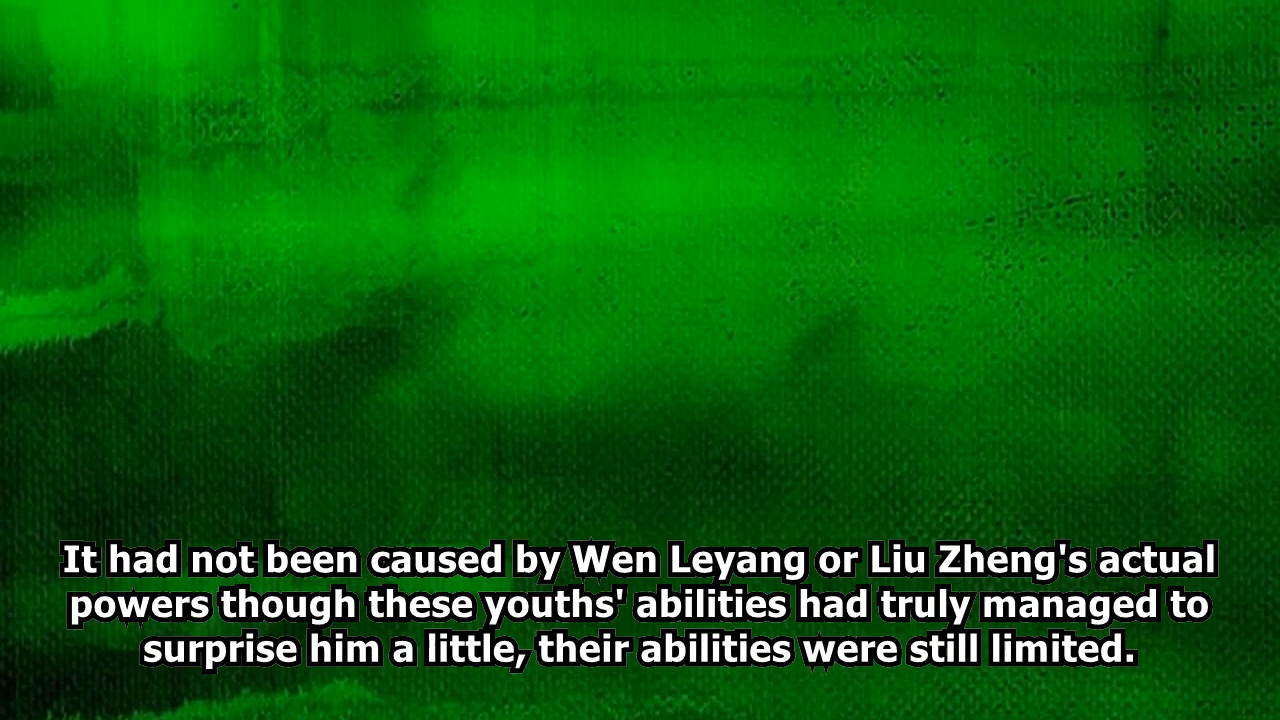 It had not been caused by Wen Leyang or Liu Zheng's actual
powers though these youths' abilities had truly managed to
surprise him a little, their abilities were still limited.